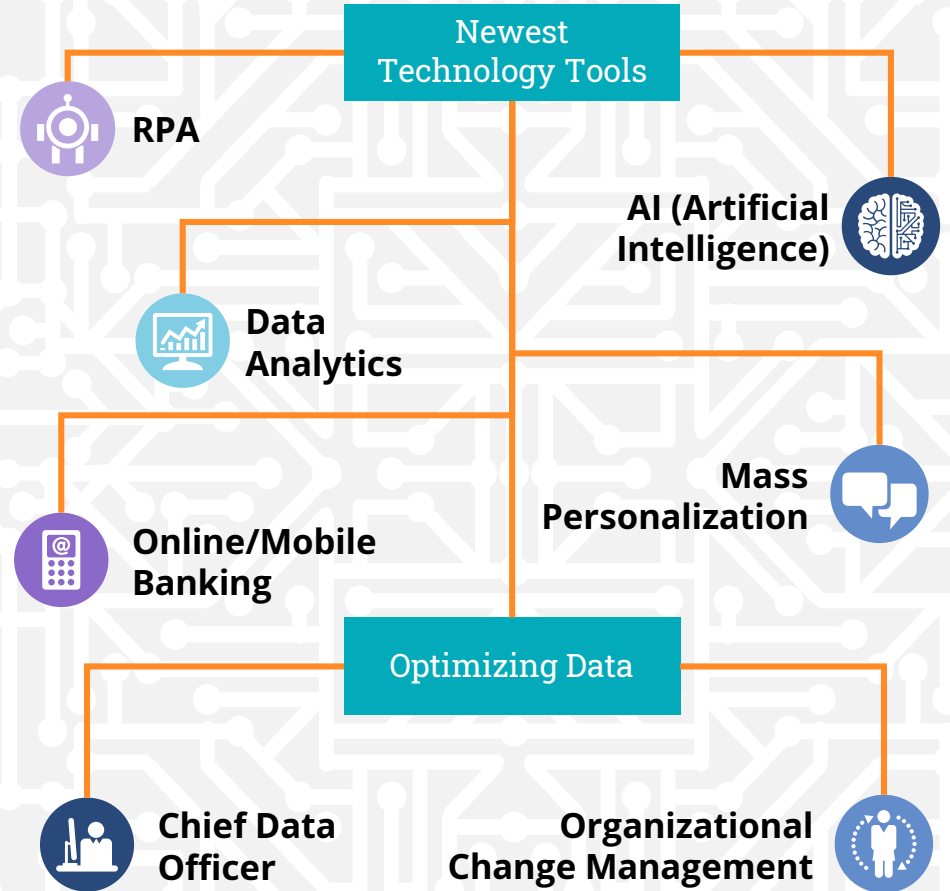 Newest
Technology Tools
RPA
AI (Artificial
Intelligence)
Data
Analytics
Mass
Personalization
@
Online/Mobile
Banking
Optimizing Data
Chief Data
Officer
Organizational
Change Management